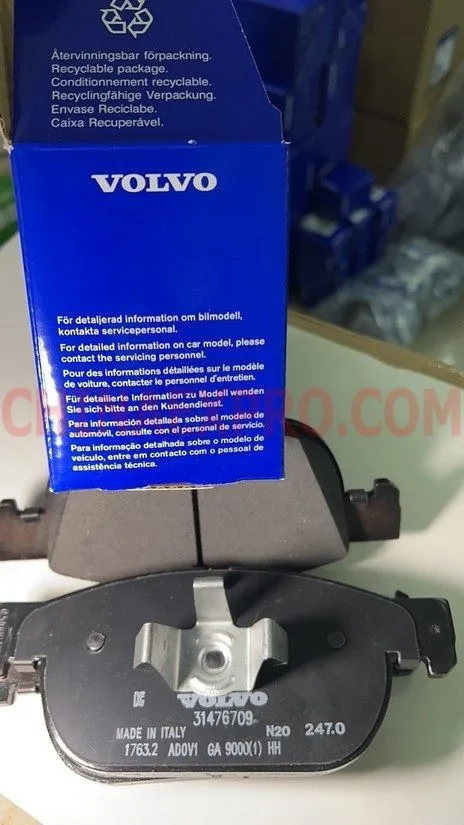 Återvinningsbar förpackning.
Recyclable package.
Conditionnement recyclable.
Recyclingfähige Verpackung.
Envase Reciclabe.
Caixa Recuperável.
VOLVO
För detaljerad information om bilmodell,
kontakta servicepersonal.
For detailed information on car model, please
contact the servicing personnel.
Pour des informations détaillées sur le modèle
de voiture, contacter le personnel d'entretien.
Für detaillierte Information zu Modell wenden
Sie sich bitte an den Kundendienst.
Para información detallada sobre el modelo de
automóvil, consulte con el personal de servicio.
Para informação detalhada sobre o modelo de
veículo, entre em contacto com o pessoal de
assistência técnica.
VOLVO
31476709
MADE IN ITALY N20 247.0
1763.2 ADOV1 GA 9000(1) HH